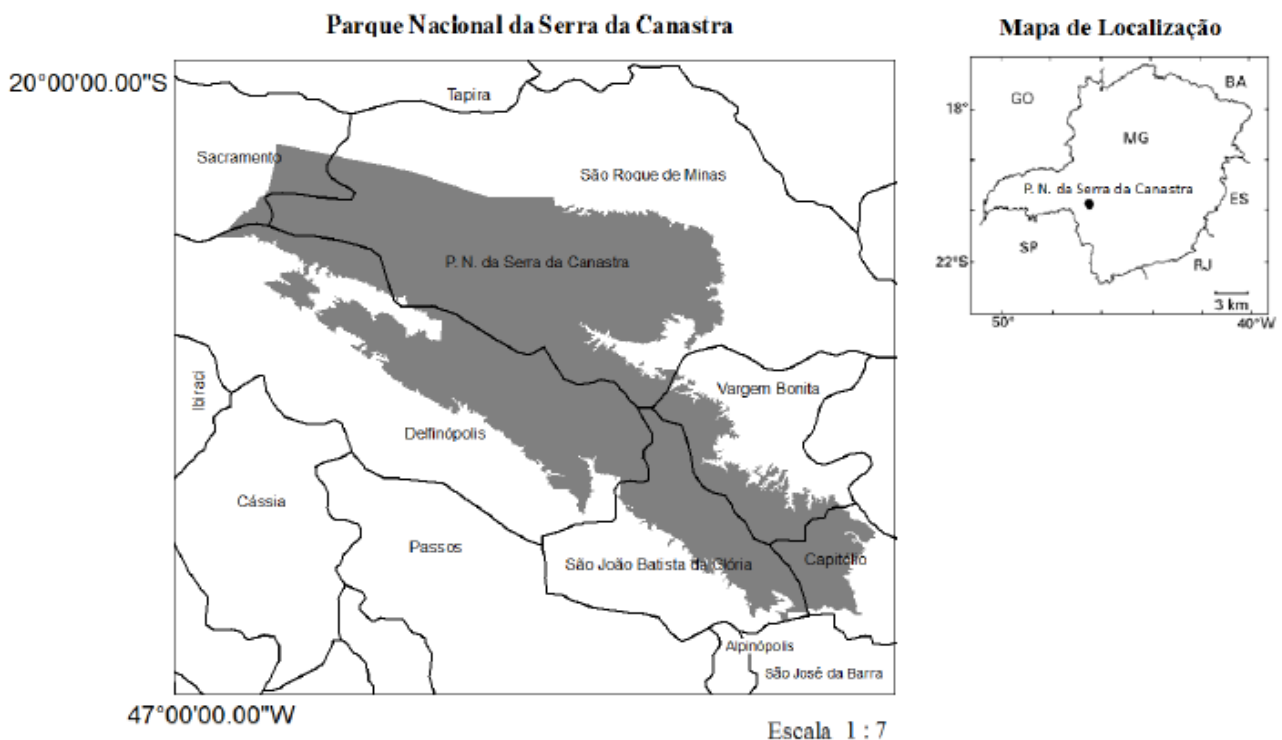 Parque Nacional da Serra da Canastra
Mapa de Localização
20°00'00.00"S
Tapira
Sacramento
São Roque de Minas
P. N. da Serra da Canastra
Ibiraci
Vargem Bonita
Delfinópolis
Cássia
Passos
São João Batista da Glória
Capitólio
Alpinópolis
São José da Barra
47°00'00.00"W
Escala 1 : 7
GO
BA
18°
MG
P. N. da Serra da Canastra
ES
SP
22°S
RJ
3 km
50°
40°W